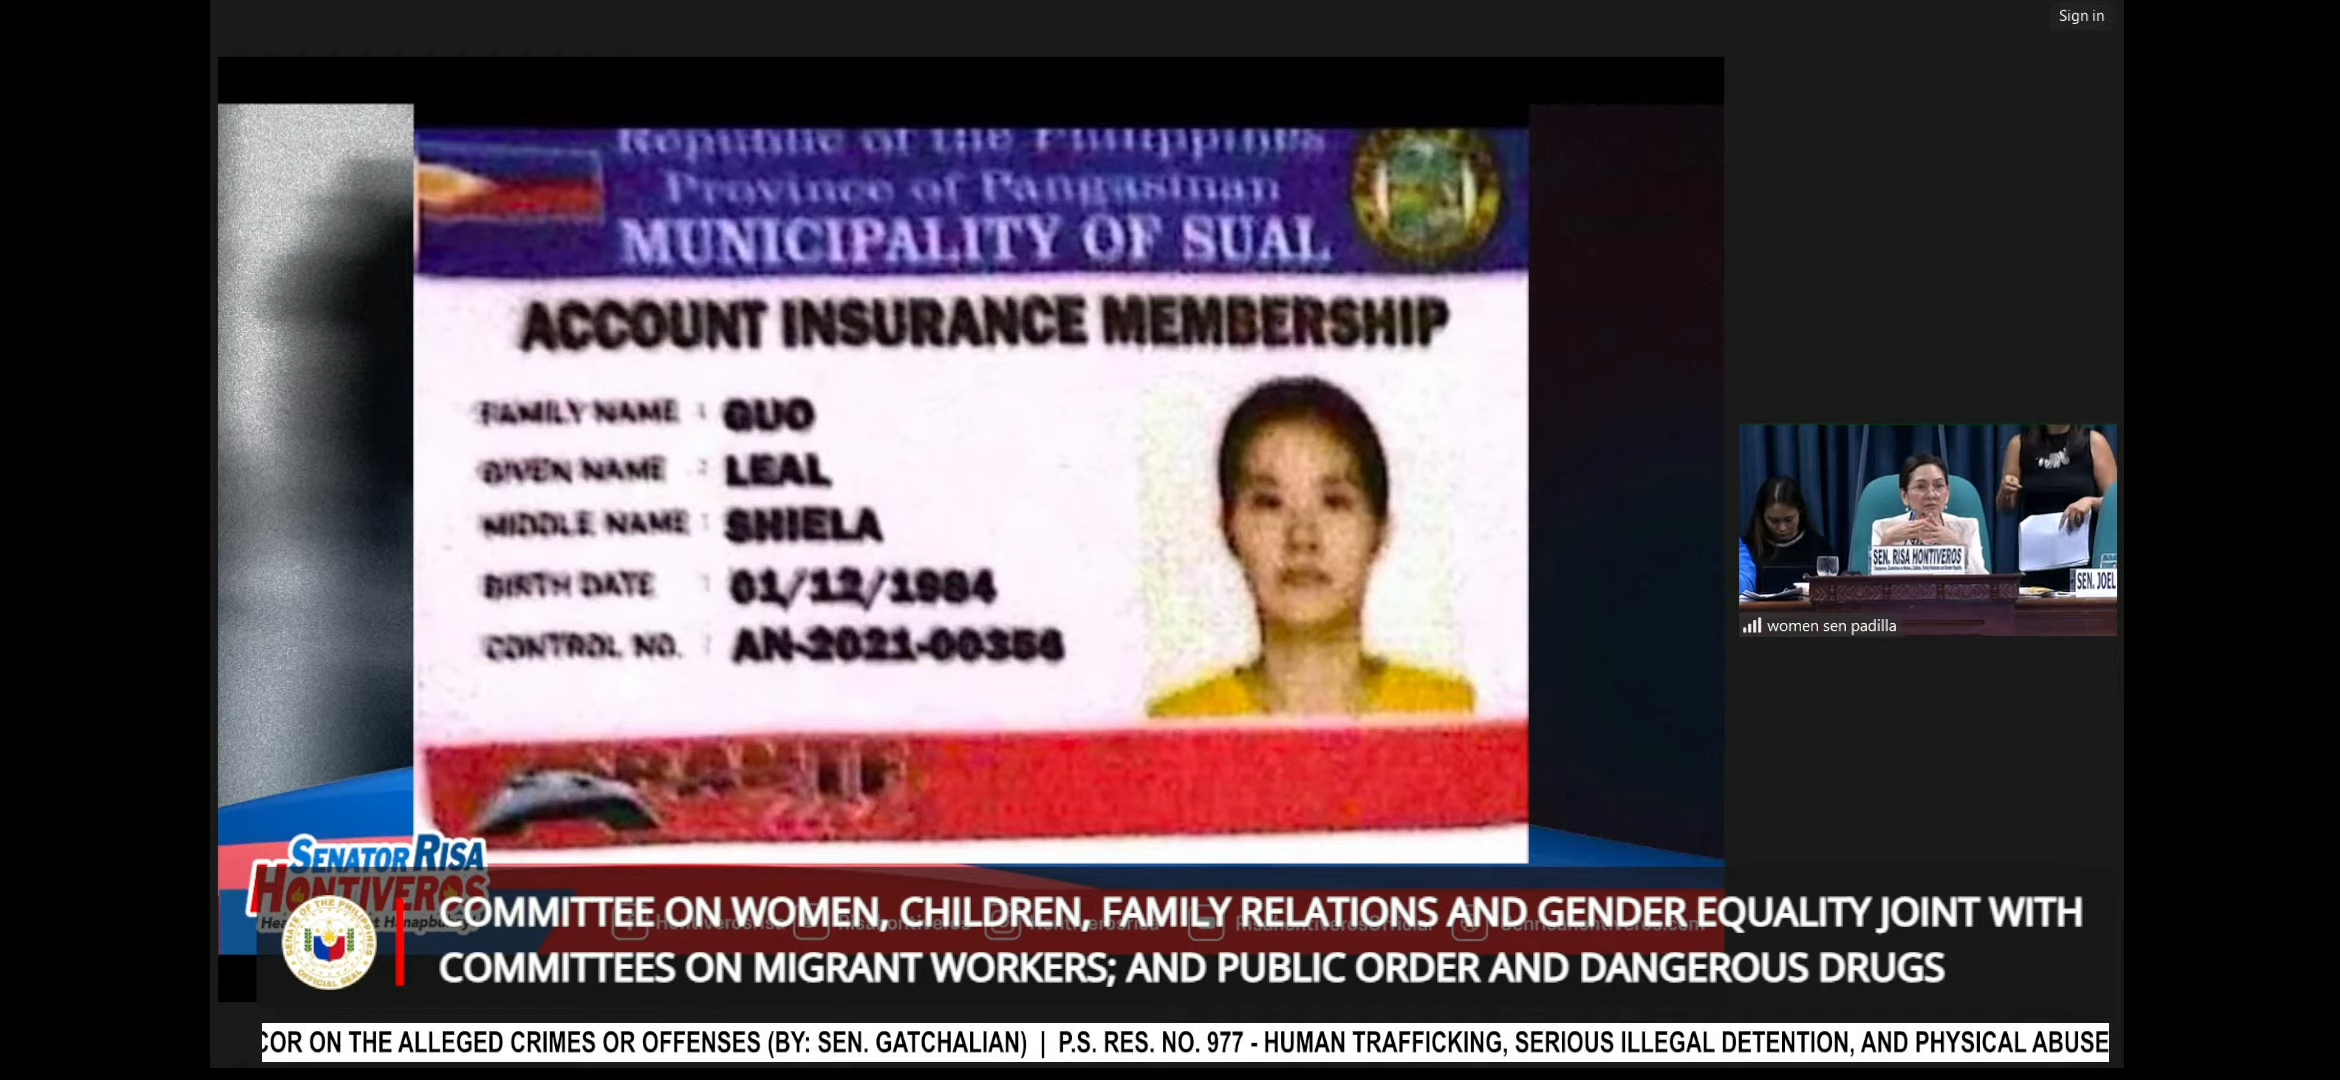 Sign in
Republic of the Philippines
Province of Pangasinan
MUNICIPALITY OF SUAL
ACCOUNT INSURANCE MEMBERSHIP
FAMILY NAME : GUO
GIVEN NAME : LEAL
MIDDLE NAME : SHIELA
BIRTH DATE : 01/12/1984
CONTROL NO. : AN-2021-00356
SEN. RISA HONTIVEROS
SEN. JOEL
women sen padilla
SENATOR RISA
HONTIVEROS
COMMITTEE ON WOMEN, CHILDREN, FAMILY RELATIONS AND GENDER EQUALITY JOINT WITH
COMMITTEES ON MIGRANT WORKERS; AND PUBLIC ORDER AND DANGEROUS DRUGS
COR ON THE ALLEGED CRIMES OR OFFENSES (BY: SEN. GATCHALIAN) | P.S. RES. NO. 977 - HUMAN TRAFFICKING, SERIOUS ILLEGAL DETENTION, AND PHYSICAL ABUSE